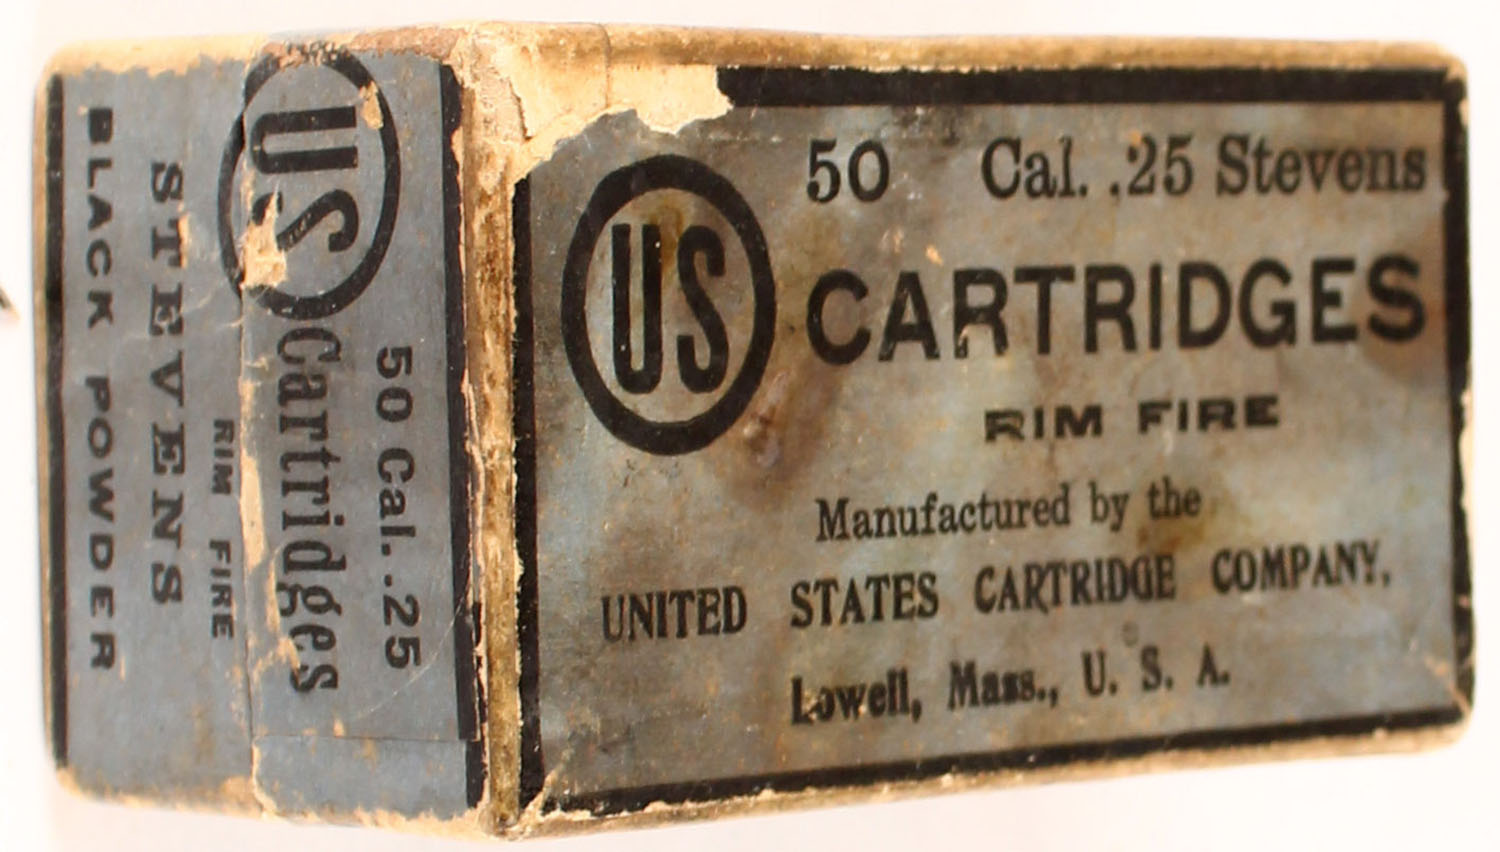 50 Cal. .25 Stevens
US
CARTRIDGES
RIM FIRE
Manufactured by the
UNITED STATES CARTRIDGE COMPANY,
Lowell, Mass., U. S. A.
50 Cal. .25
US Cartridges
RIM FIRE
STEVENS
BLACK POWDER